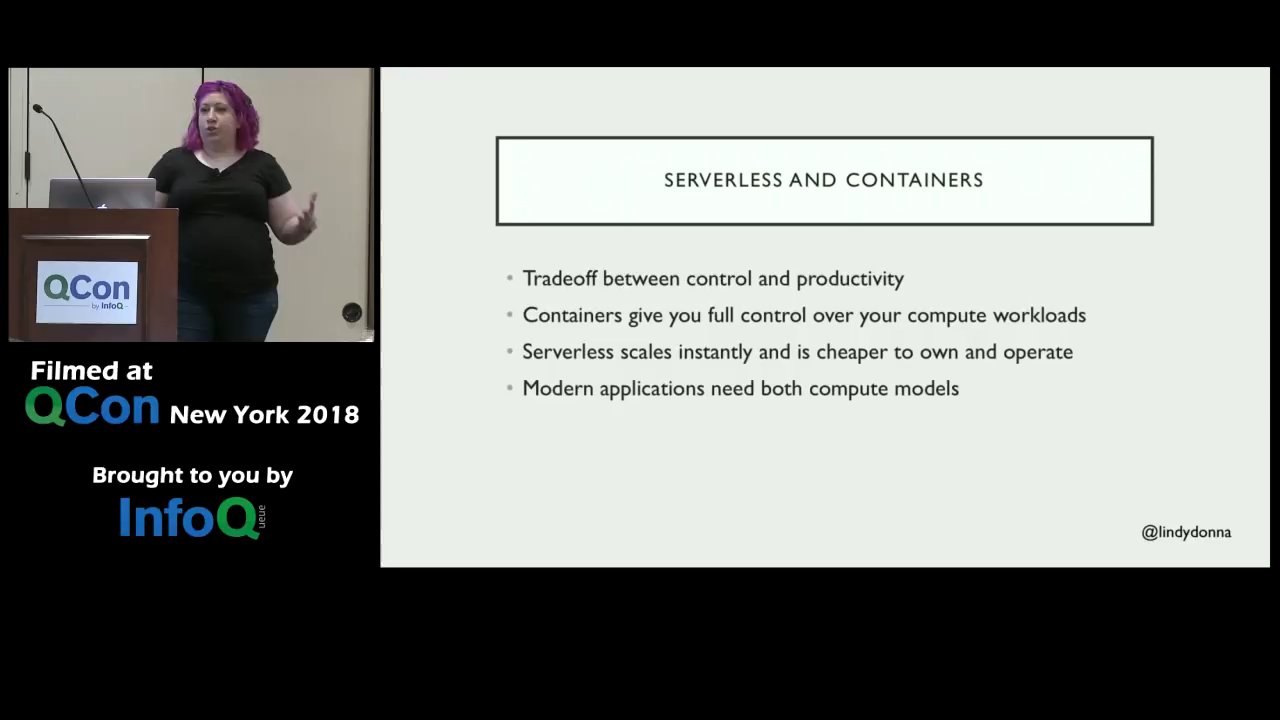 QCon
by InfoQ
Filmed at
QCon New York 2018
Brought to you by
InfoQueue
SERVERLESS AND CONTAINERS
• Tradeoff between control and productivity
• Containers give you full control over your compute workloads
• Serverless scales instantly and is cheaper to own and operate
• Modern applications need both compute models
@lindydonna